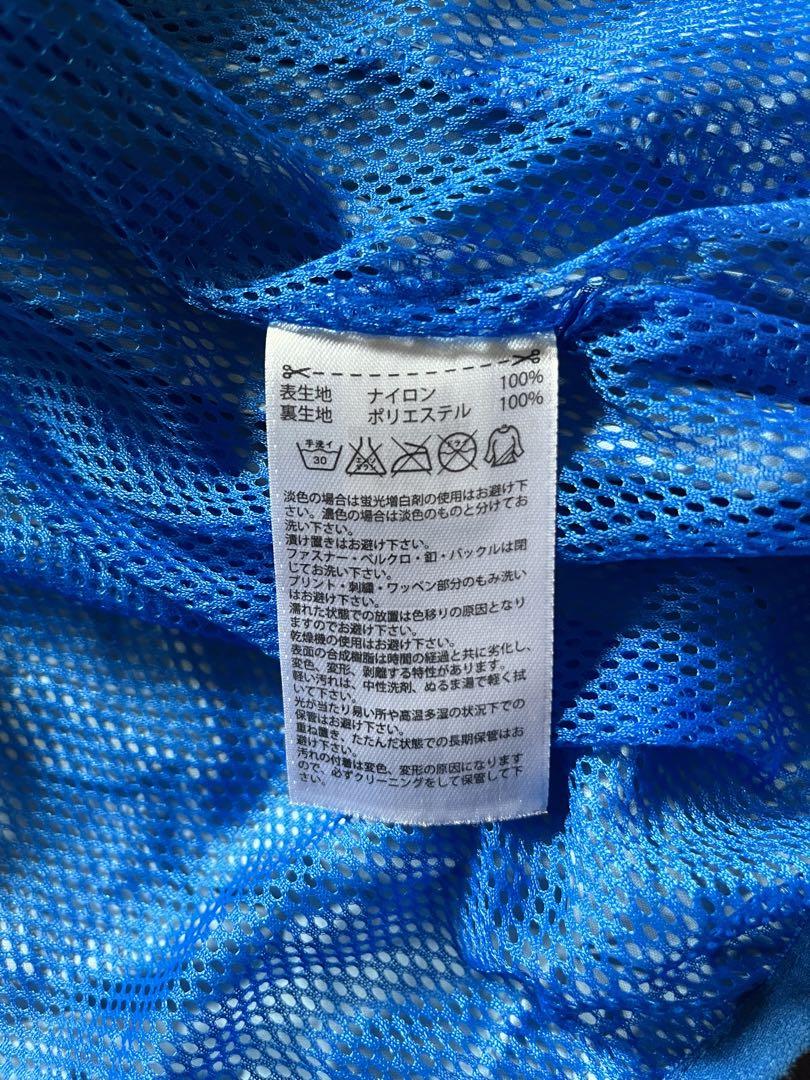 表生地 ナイロン 100%
裏生地 ポリエステル 100%
手洗イ
30
エンソ
サラシ
ドライ
淡色の場合は蛍光増白剤の使用はお避け下
さい。濃色の場合は淡色のものと分けてお
洗い下さい。
漬け置きはお避け下さい。
ファスナー・ベルクロ・釦・バックルは閉
じてお洗い下さい。
プリント・刺繍・ワッペン部分のもみ洗い
はお避け下さい。
濡れた状態での放置は色移りの原因となり
ますのでお避け下さい。
乾燥機の使用はお避け下さい。
表面の合成樹脂は時間の経過と共に劣化し、
変色、変形 剥離する特性があります。
軽い汚れは、中性洗剤、ぬるま湯で軽く拭
いて下さい。
光が当たり易い所や高温多湿の状況下での
保管はお避け下さい。
重ね置き、たたんだ状態での長期保管はお
避け下さい。
汚れの付着は変色、変形の原因になります
ので、必ずクリーニングをして保管して下
さい。